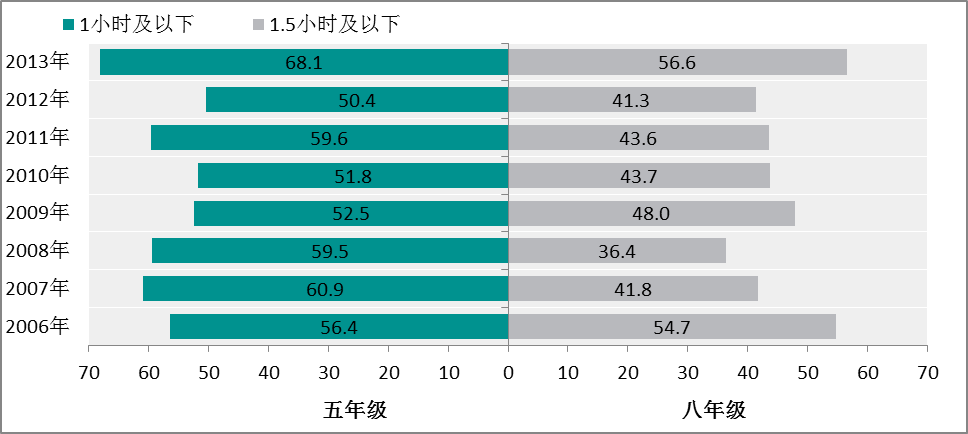 1小时及以下 1.5小时及以下
2013年 68.1 56.6
2012年 50.4 41.3
2011年 59.6 43.6
2010年 51.8 43.7
2009年 52.5 48.0
2008年 59.5 36.4
2007年 60.9 41.8
2006年 56.4 54.7
70 60 50 40 30 20 10 0 10 20 30 40 50 60 70
五年级 八年级